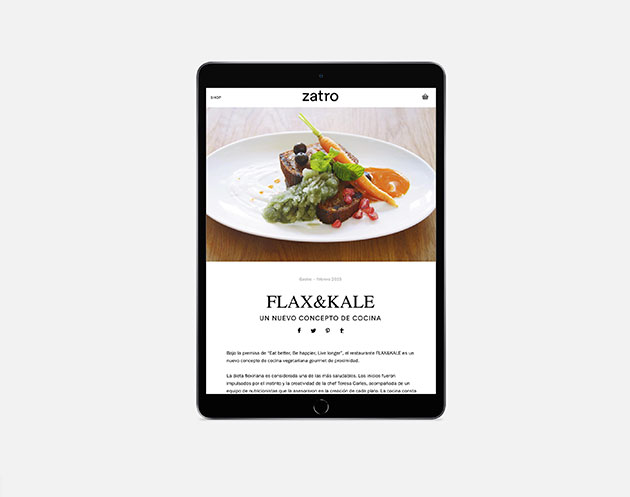 SHOP
zatro
Gastro - febrero 2015
FLAX&KALE
UN NUEVO CONCEPTO DE COCINA
Bajo la premisa de "Eat better, Be happier, Live longer", el restaurante FLAX&KALE es un
nuevo concepto de cocina vegetariana gourmet de proximidad.
La dieta flexiriana es considerada una de las más saludables. Los inicios fueron
impulsados por el instinto y la creatividad de la chef Teresa Carles, acompañada de un
equipo de nutricionistas que la asesoran en la creación de cada plato. La cocina consta